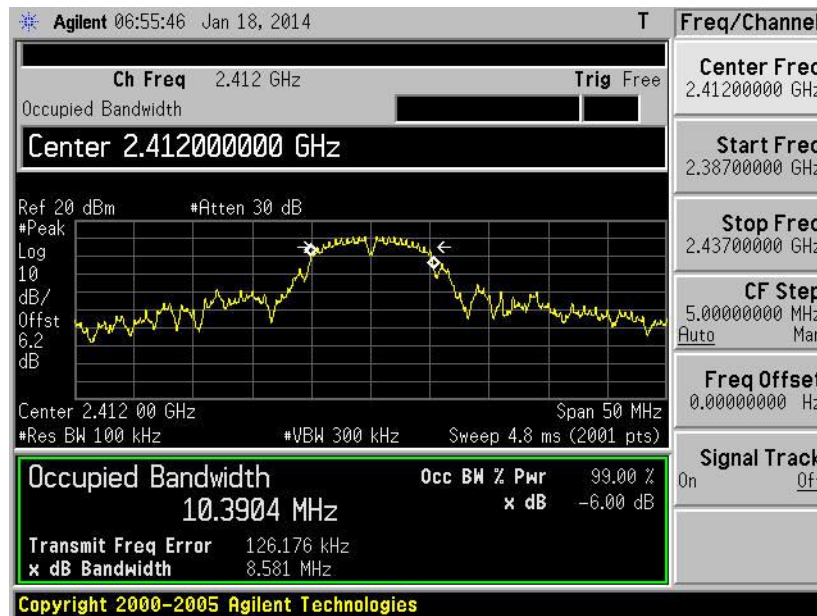 Agilent 06:55:46 Jan 18, 2014 T
Freq/Channel
Ch Freq 2.412 GHz Trig Free
Occupied Bandwidth
Center 2.412000000 GHz
Ref 20 dBm #Atten 30 dB
#Peak
Log
10
dB/
Offst
6.2
dB
Center 2.412 00 GHz Span 50 MHz
#Res BW 100 kHz #VBW 300 kHz Sweep 4.8 ms (2001 pts)
Occupied Bandwidth Occ BW % Pwr 99.00 %
10.3904 MHz x dB -6.00 dB
Transmit Freq Error 126.176 kHz
x dB Bandwidth 8.581 MHz
Copyright 2000-2005 Agilent Technologies
Center Freq
2.41200000 GHz
Start Freq
2.38700000 GHz
Stop Freq
2.43700000 GHz
CF Step
5.00000000 MHz
Auto Man
Freq Offset
0.00000000 Hz
Signal Track
On Off